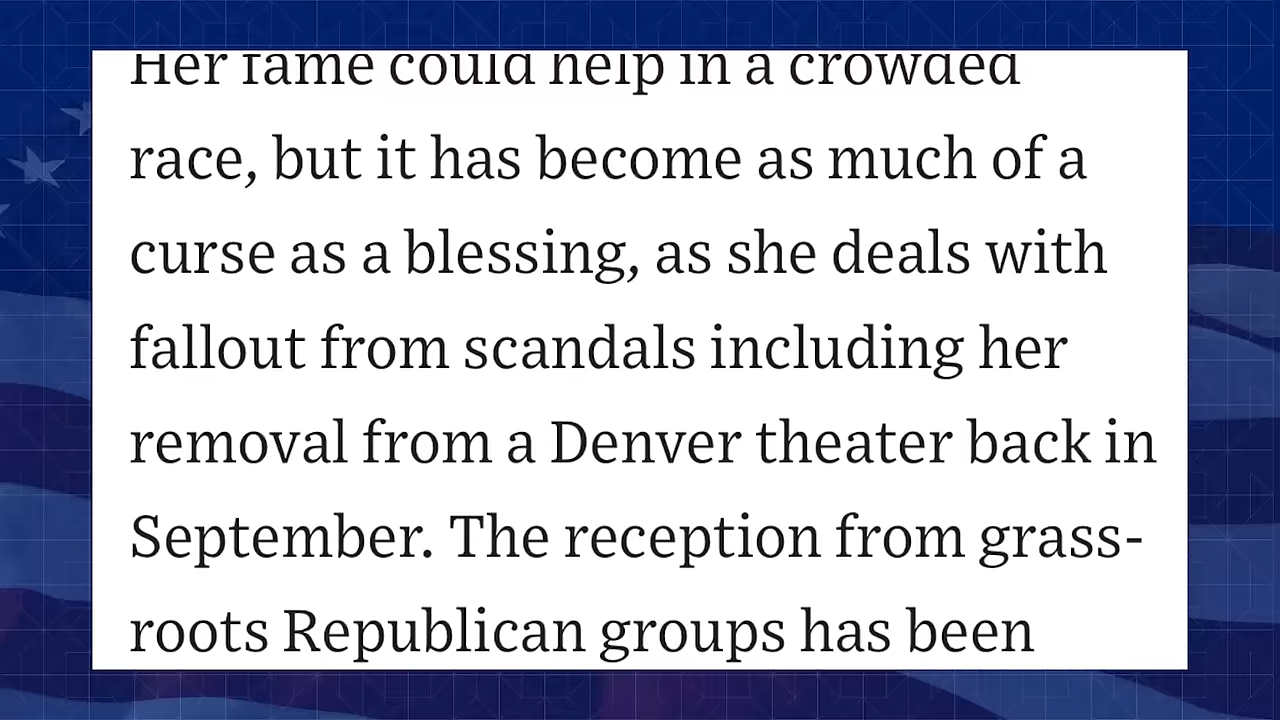 Her fame could help in a crowded
race, but it has become as much of a
curse as a blessing, as she deals with
fallout from scandals including her
removal from a Denver theater back in
September. The reception from grass-
roots Republican groups has been